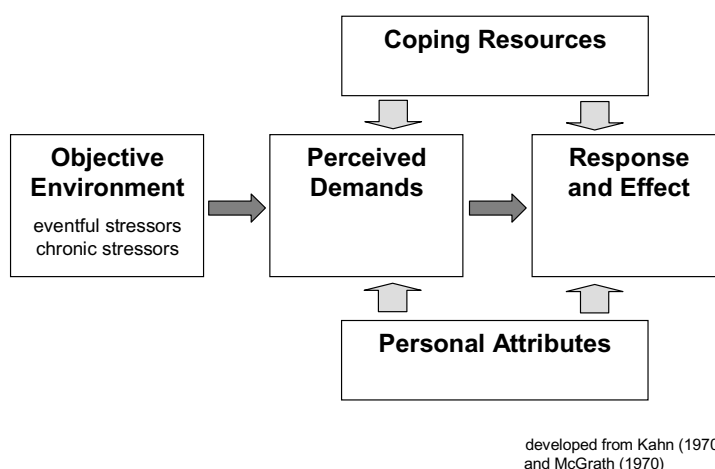 Coping Resources
Objective
Environment
eventful stressors
chronic stressors
Perceived
Demands
Response
and Effect
Personal Attributes
developed from Kahn (1970
and McGrath (1970)